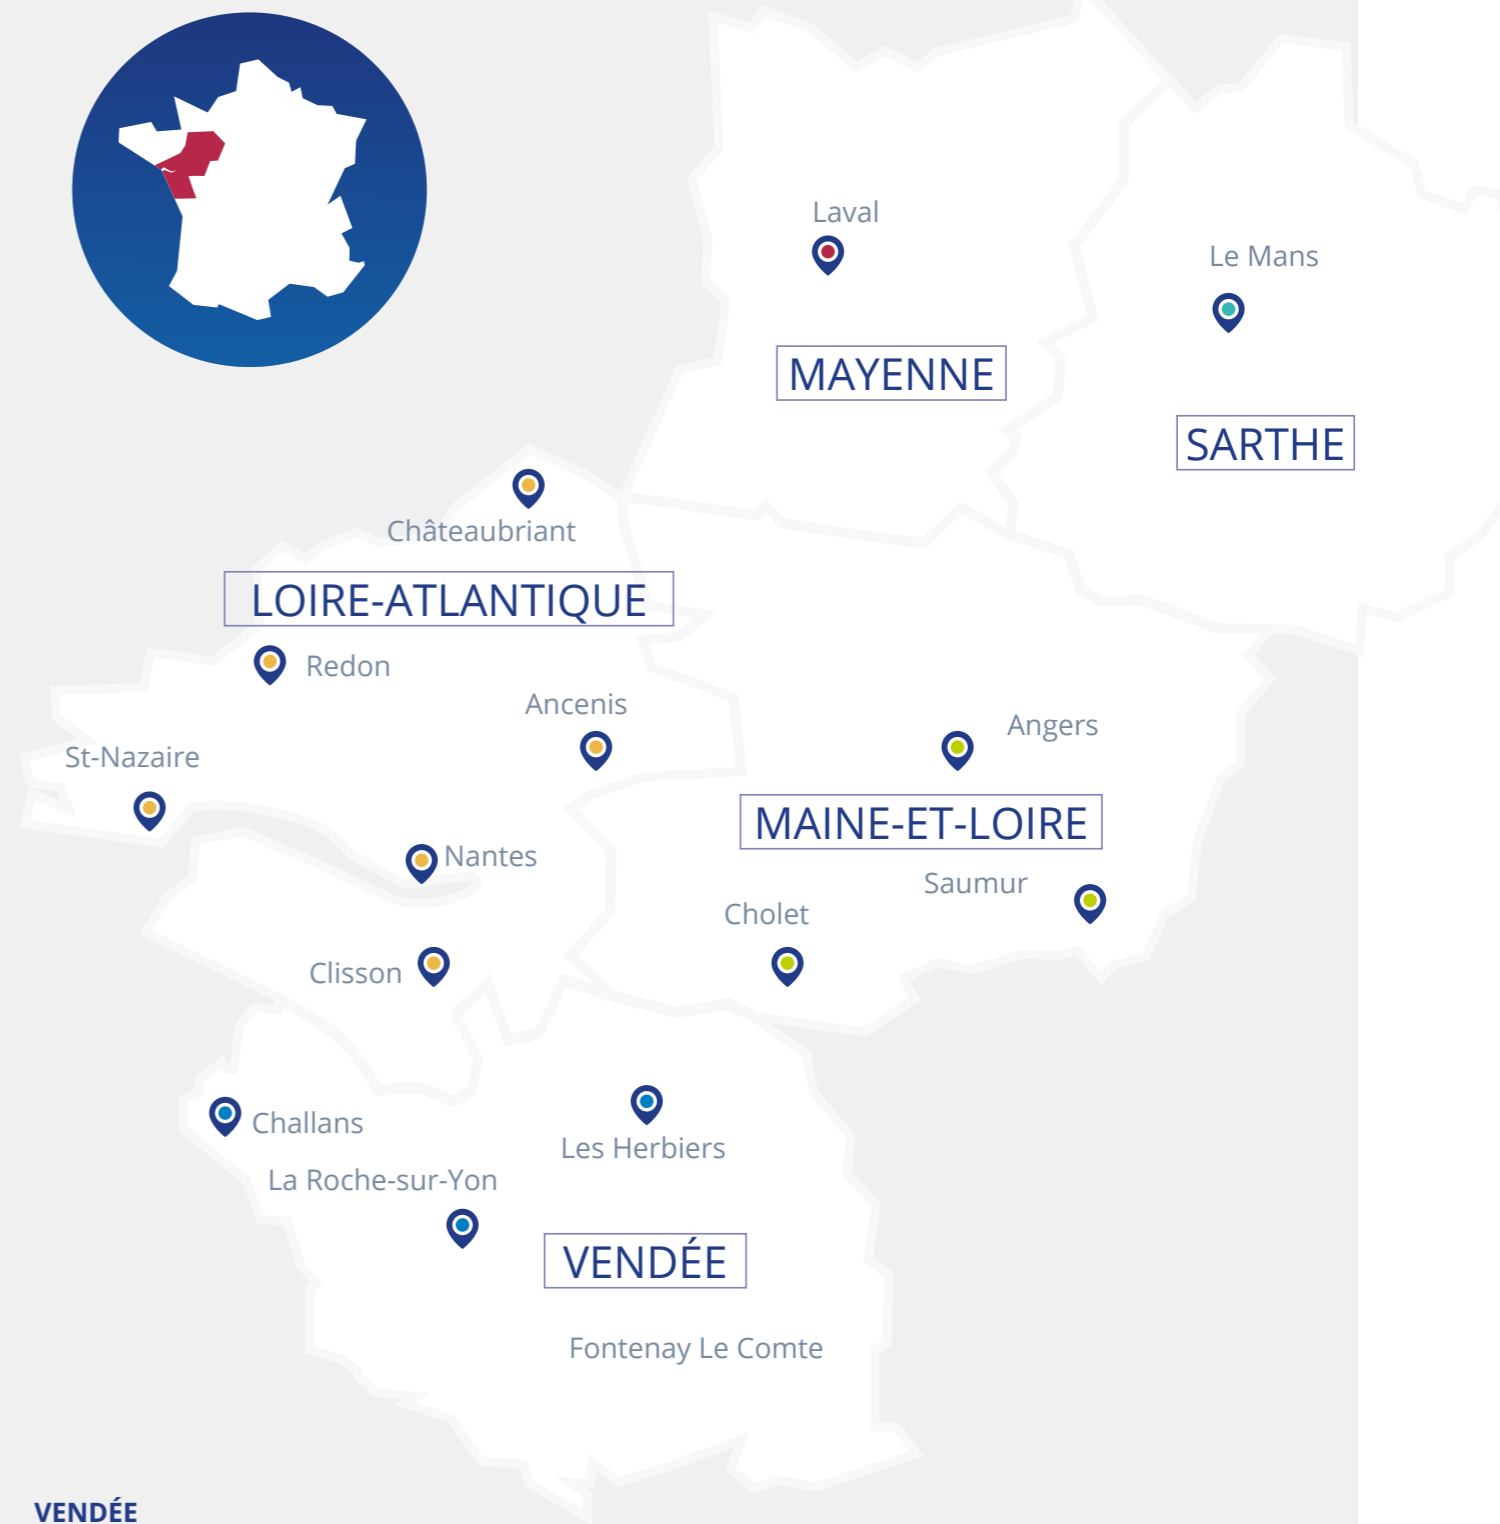 Laval
Le Mans
MAYENNE
SARTHE
Châteaubriant
LOIRE-ATLANTIQUE
Redon
Ancenis
Angers
St-Nazaire
MAINE-ET-LOIRE
Nantes
Saumur
Cholet
Clisson
Challans
Les Herbiers
La Roche-sur-Yon
VENDÉE
Fontenay Le Comte
VENDÉE